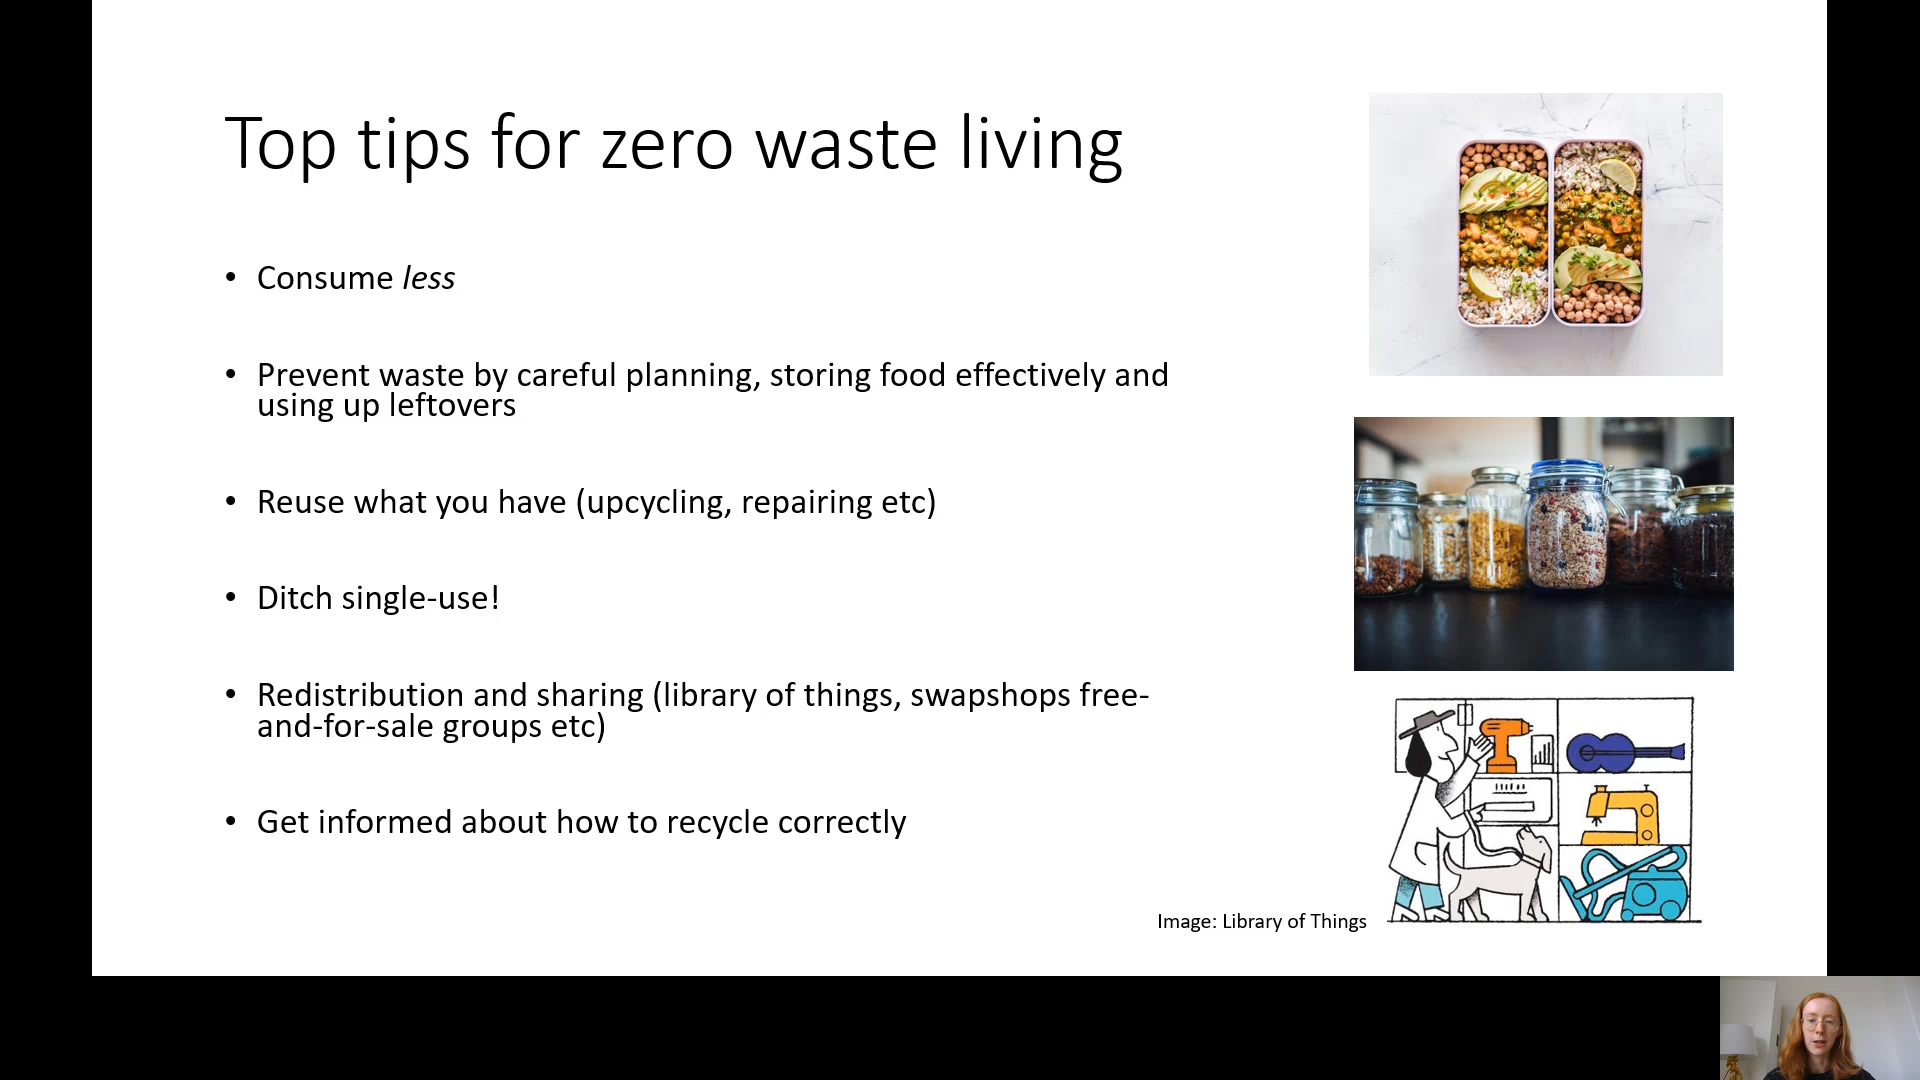 Top tips for zero waste living
• Consume less
• Prevent waste by careful planning, storing food effectively and
using up leftovers
• Reuse what you have (upcycling, repairing etc)
• Ditch single-use!
• Redistribution and sharing (library of things, swapshops free-
and-for-sale groups etc)
• Get informed about how to recycle correctly
Image: Library of Things